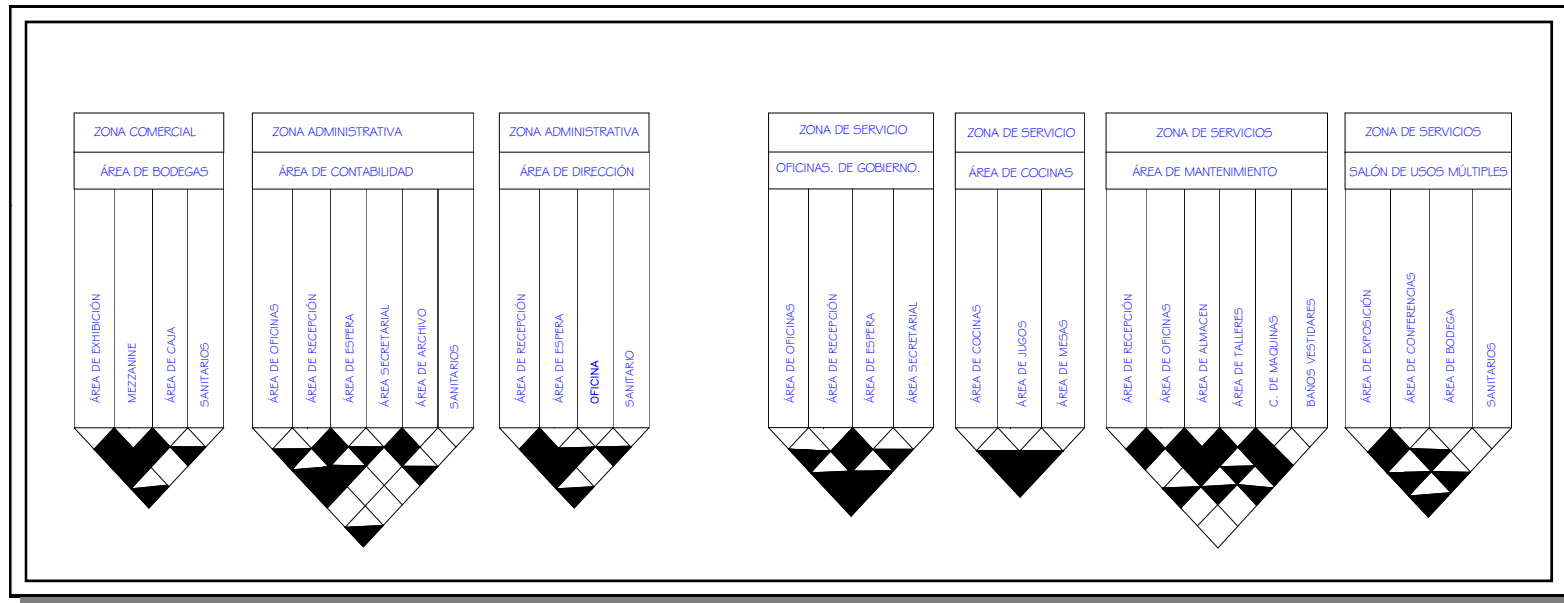 ZONA COMERCIAL
ÁREA DE BODEGAS
ÁREA DE EXHIBICIÓN
MEZZANINE
ÁREA DE CAJA
SANITARIOS
ZONA ADMINISTRATIVA
ÁREA DE CONTABILIDAD
ÁREA DE OFICINAS
ÁREA DE RECEPCIÓN
ÁREA DE ESPERA
ÁREA SECRETARIAL
ÁREA DE ARCHIVO
SANITARIOS
ZONA ADMINISTRATIVA
ÁREA DE DIRECCIÓN
ÁREA DE RECEPCIÓN
ÁREA DE ESPERA
OFICINA
SANITARIO
ZONA DE SERVICIO
OFICINAS. DE GOBIERNO.
ÁREA DE OFICINAS
ÁREA DE RECEPCIÓN
ÁREA DE ESPERA
ÁREA SECRETARIAL
ZONA DE SERVICIO
ÁREA DE COCINAS
ÁREA DE COCINAS
ÁREA DE JUGOS
ÁREA DE MESAS
ZONA DE SERVICIOS
ÁREA DE MANTENIMIENTO
ÁREA DE RECEPCIÓN
ÁREA DE OFICINAS
ÁREA DE ALMACEN
ÁREA DE TALLERES
C. DE MAQUINAS
BAÑOS VESTIDARES
ZONA DE SERVICIOS
SALÓN DE USOS MÚLTIPLES
ÁREA DE EXPOSICIÓN
ÁREA DE CONFERENCIAS
ÁREA DE BODEGA
SANITARIOS